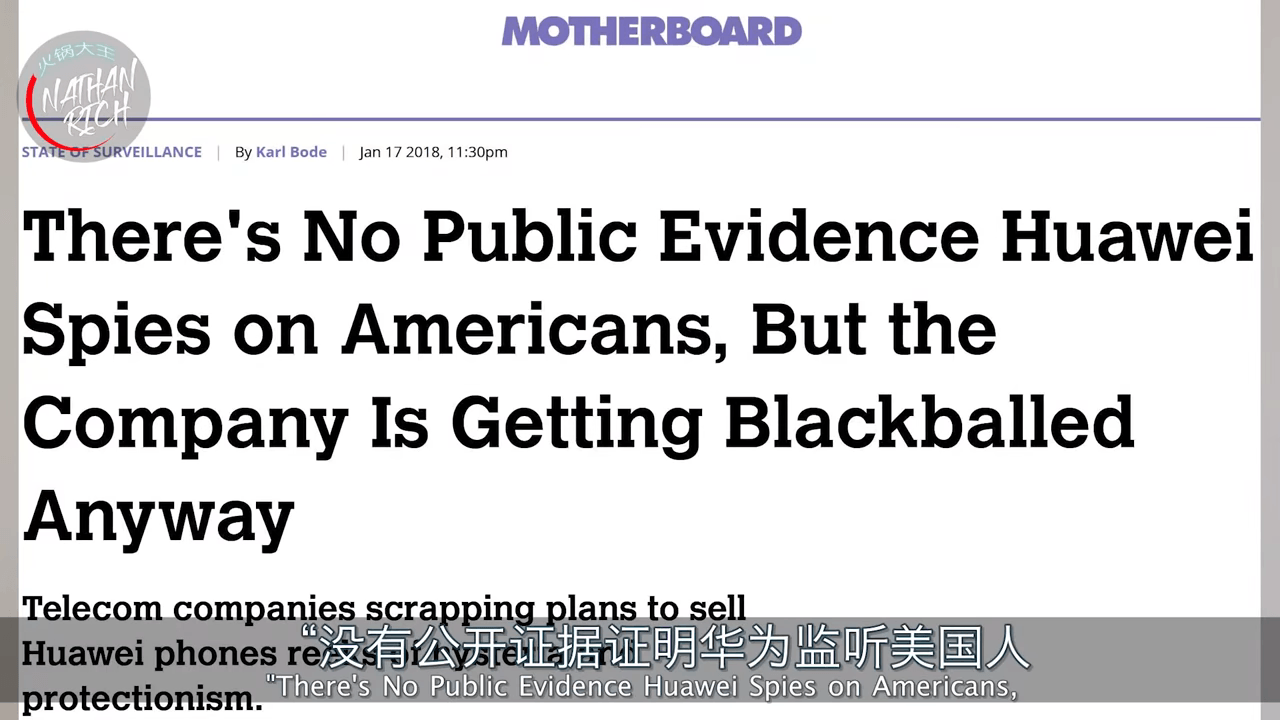 MOTHERBOARD
火锅大王
NATHAN
RICH
STATE OF SURVEILLANCE | By Karl Bode | Jan 17 2018, 11:30pm
There's No Public Evidence Huawei
Spies on Americans, But the
Company Is Getting Blackballed
Anyway
Telecom companies scrapping plans to sell
Huawei phones
protectionism.
“没有公开证据证明华为监听美国人
"There's No Public Evidence Huawei Spies on Americans,